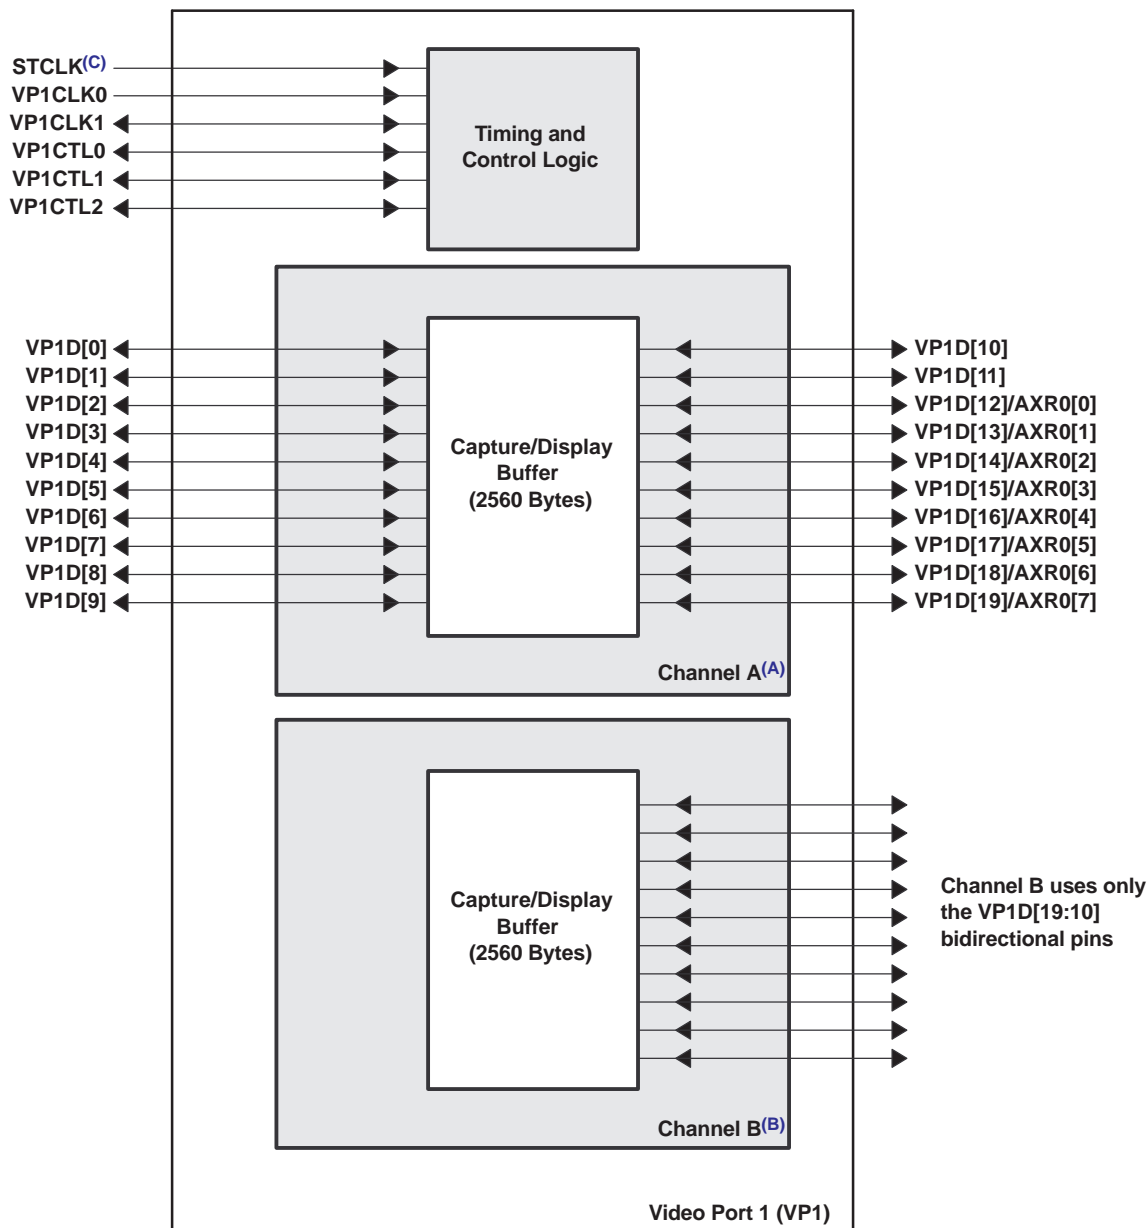 STCLK(C)
VP1CLK0
VP1CLK1
VP1CTL0
VP1CTL1
VP1CTL2
Timing and
Control Logic
VP1D[0]
VP1D[1]
VP1D[2]
VP1D[3]
VP1D[4]
VP1D[5]
VP1D[6]
VP1D[7]
VP1D[8]
VP1D[9]
Capture/Display
Buffer
(2560 Bytes)
VP1D[10]
VP1D[11]
VP1D[12]/AXR0[0]
VP1D[13]/AXR0[1]
VP1D[14]/AXR0[2]
VP1D[15]/AXR0[3]
VP1D[16]/AXR0[4]
VP1D[17]/AXR0[5]
VP1D[18]/AXR0[6]
VP1D[19]/AXR0[7]
Channel A(A)
Capture/Display
Buffer
(2560 Bytes)
Channel B uses only
the VP1D[19:10]
bidirectional pins
Channel B(B)
Video Port 1 (VP1)